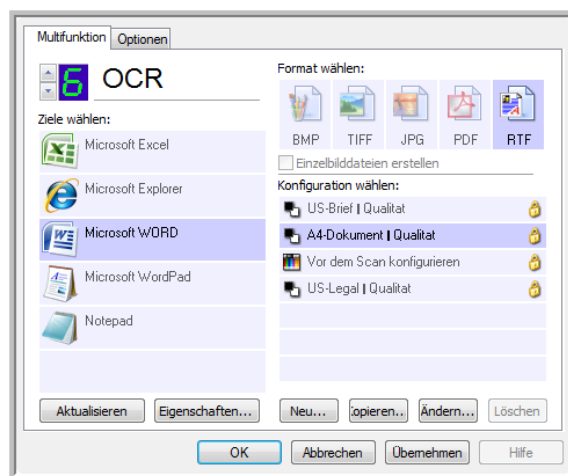 Multifunktion Optionen
6 OCR
Ziele wählen:
Microsoft Excel
Microsoft Explorer
Microsoft WORD
Microsoft WordPad
Notepad
Aktualisieren Eigenschaften...
Format wählen:
BMP TIFF JPG PDF RTF
Einzelbilddateien erstellen
Konfiguration wählen:
US-Brief | Qualitat
A4-Dokument | Qualitat
Vor dem Scan konfigurieren
US-Legal | Qualitat
Neu... opieren.. Ändern... Löschen
OK Abbrechen Übernehmen Hilfe